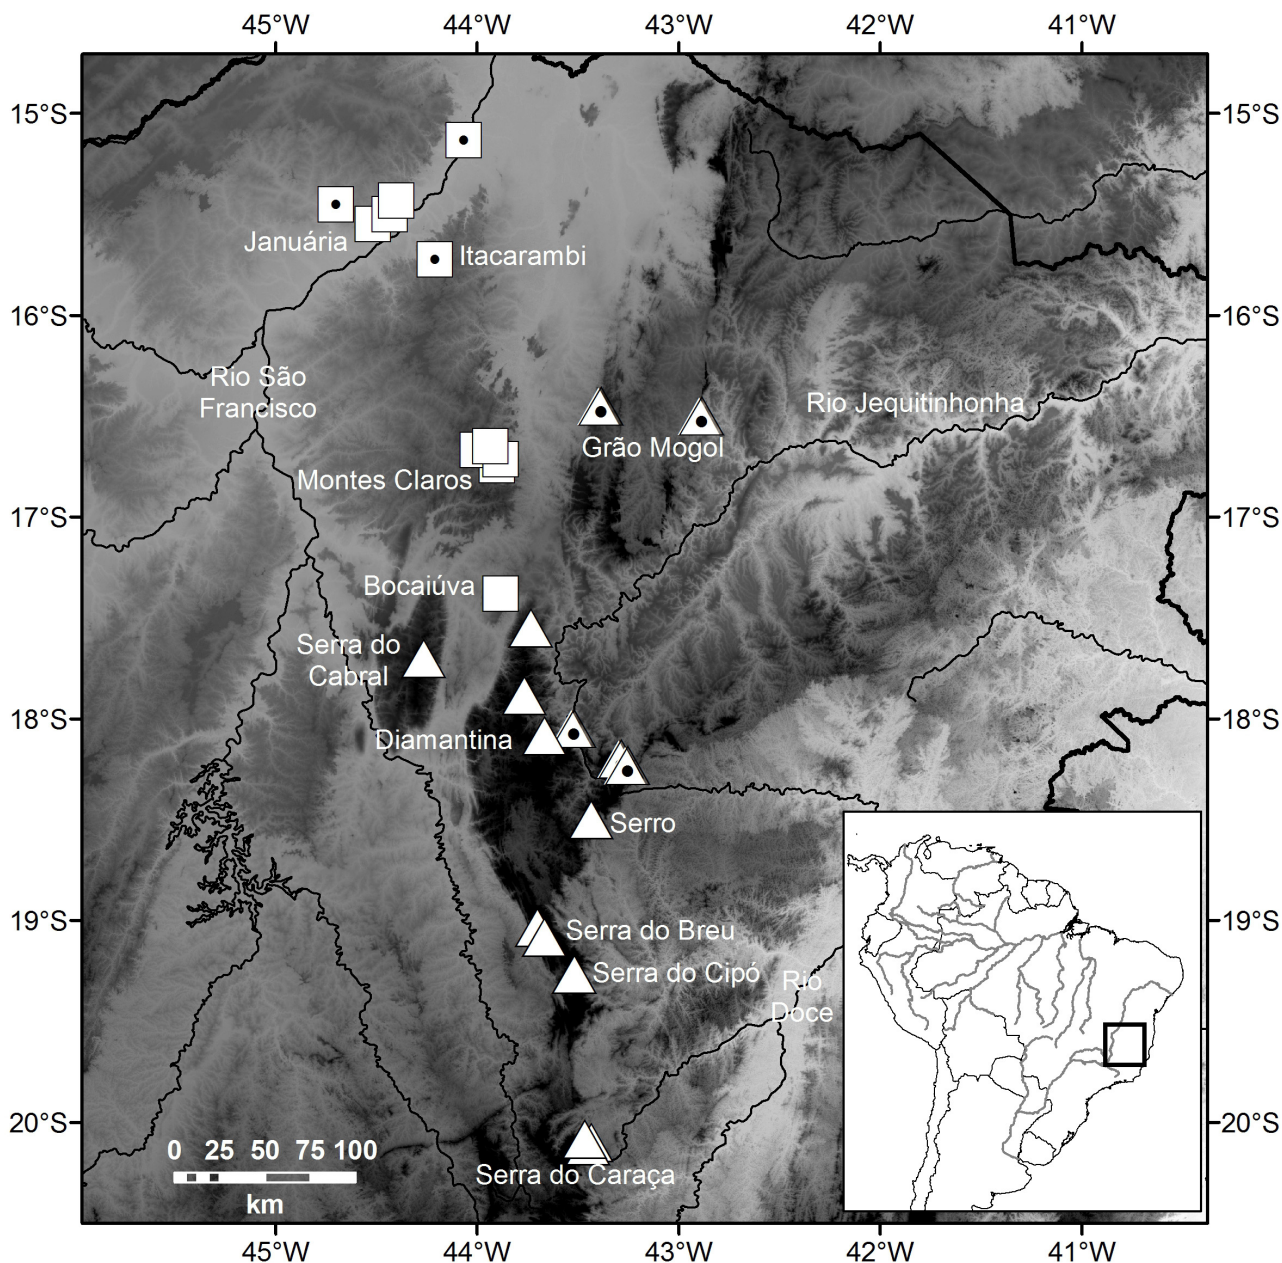 45°W 44°W 43°W 42°W 41°W
15°S 15°S
Januária
Itacarambi
16°S 16°S
Rio São
Francisco
Rio Jequitinhonha
Grão Mogol
Montes Claros
17°S 17°S
Bocaiúva
Serra do
Cabral
18°S 18°S
Diamantina
Serro
19°S 19°S
Serra do Breu
Serra do Cipó
Rio
Doce
20°S 20°S
0 25 50 75 100
km
Serra do Caraça
45°W 44°W 43°W 42°W 41°W